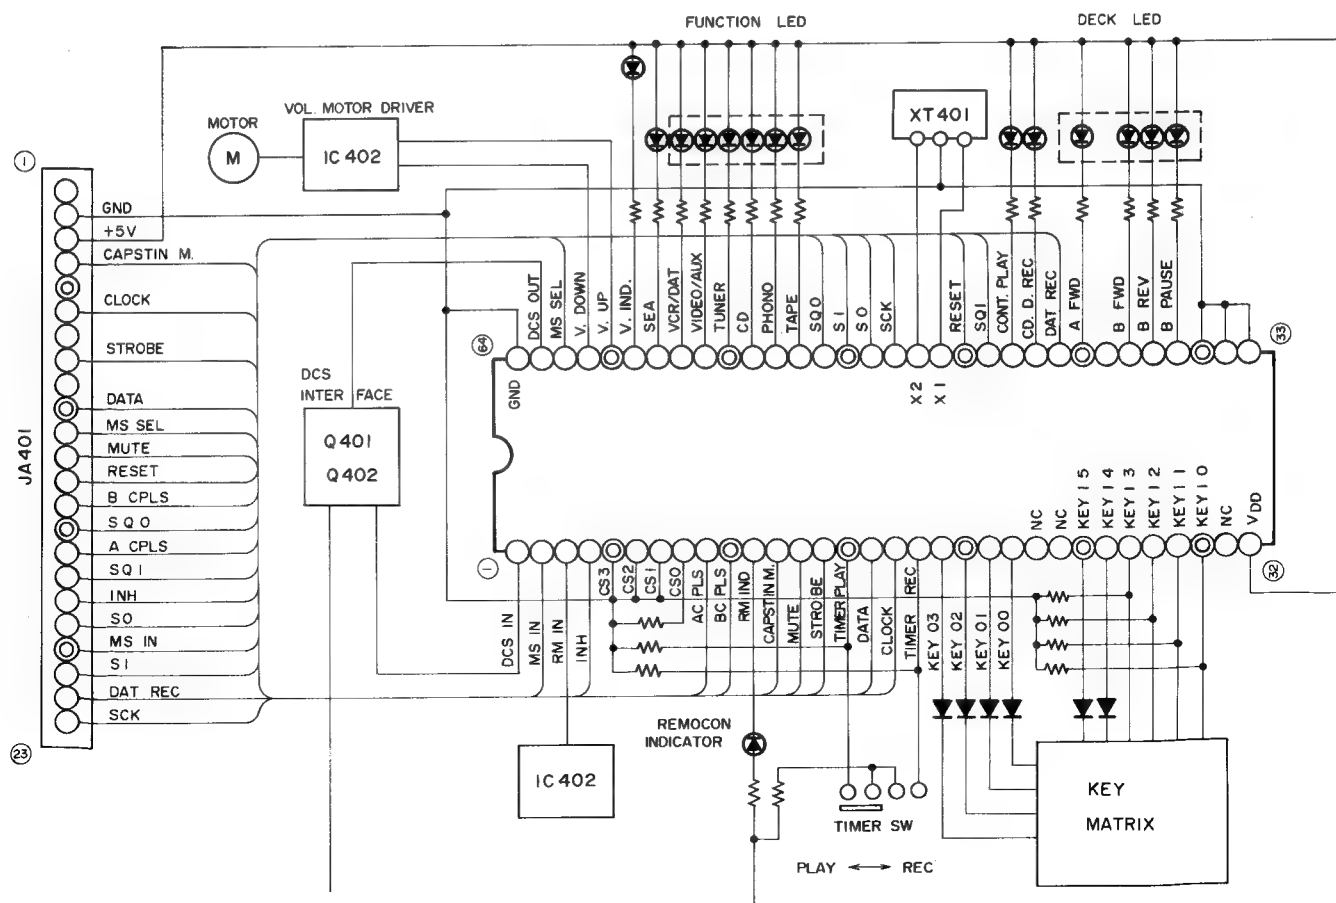 FUNCTION LED
DECK LED
VOL. MOTOR DRIVER
MOTOR
M
IC 402
XT401
1
GND
+5V
CAPSTIN M.
CLOCK
STROBE
DATA
MS SEL
MUTE
RESET
B CPLS
SQO
A CPLS
SQI
INH
SO
MS IN
SI
DAT REC
SCK
JA401
23
DCS OUT
MS SEL
V. DOWN
V. UP
V. IND.
SEA
VCR/DAT
VIDEO/AUX
TUNER
CD
PHONO
TAPE
SQO
SI
SO
SCK
RESET
SQI
CONT. PLAY
CD. D. REC
DAT REC
A FWD
B FWD
B REV
B PAUSE
64
33
GND
X2
X1
DCS
INTER FACE
Q401
Q402
NC
NC
KEY I5
KEY I4
KEY I3
KEY I2
KEY I1
KEY I0
NC
VDD
1
32
DCS IN
MS IN
RM IN
INH
CS3
CS2
CS1
CS0
AC PLS
BC PLS
RM IND
CAPSTIN M.
MUTE
STROBE
TIMER PLAY
DATA
CLOCK
TIMER REC
KEY 03
KEY 02
KEY 01
KEY 00
REMOCON
INDICATOR
IC 402
TIMER SW
PLAY ↔ REC
KEY
MATRIX